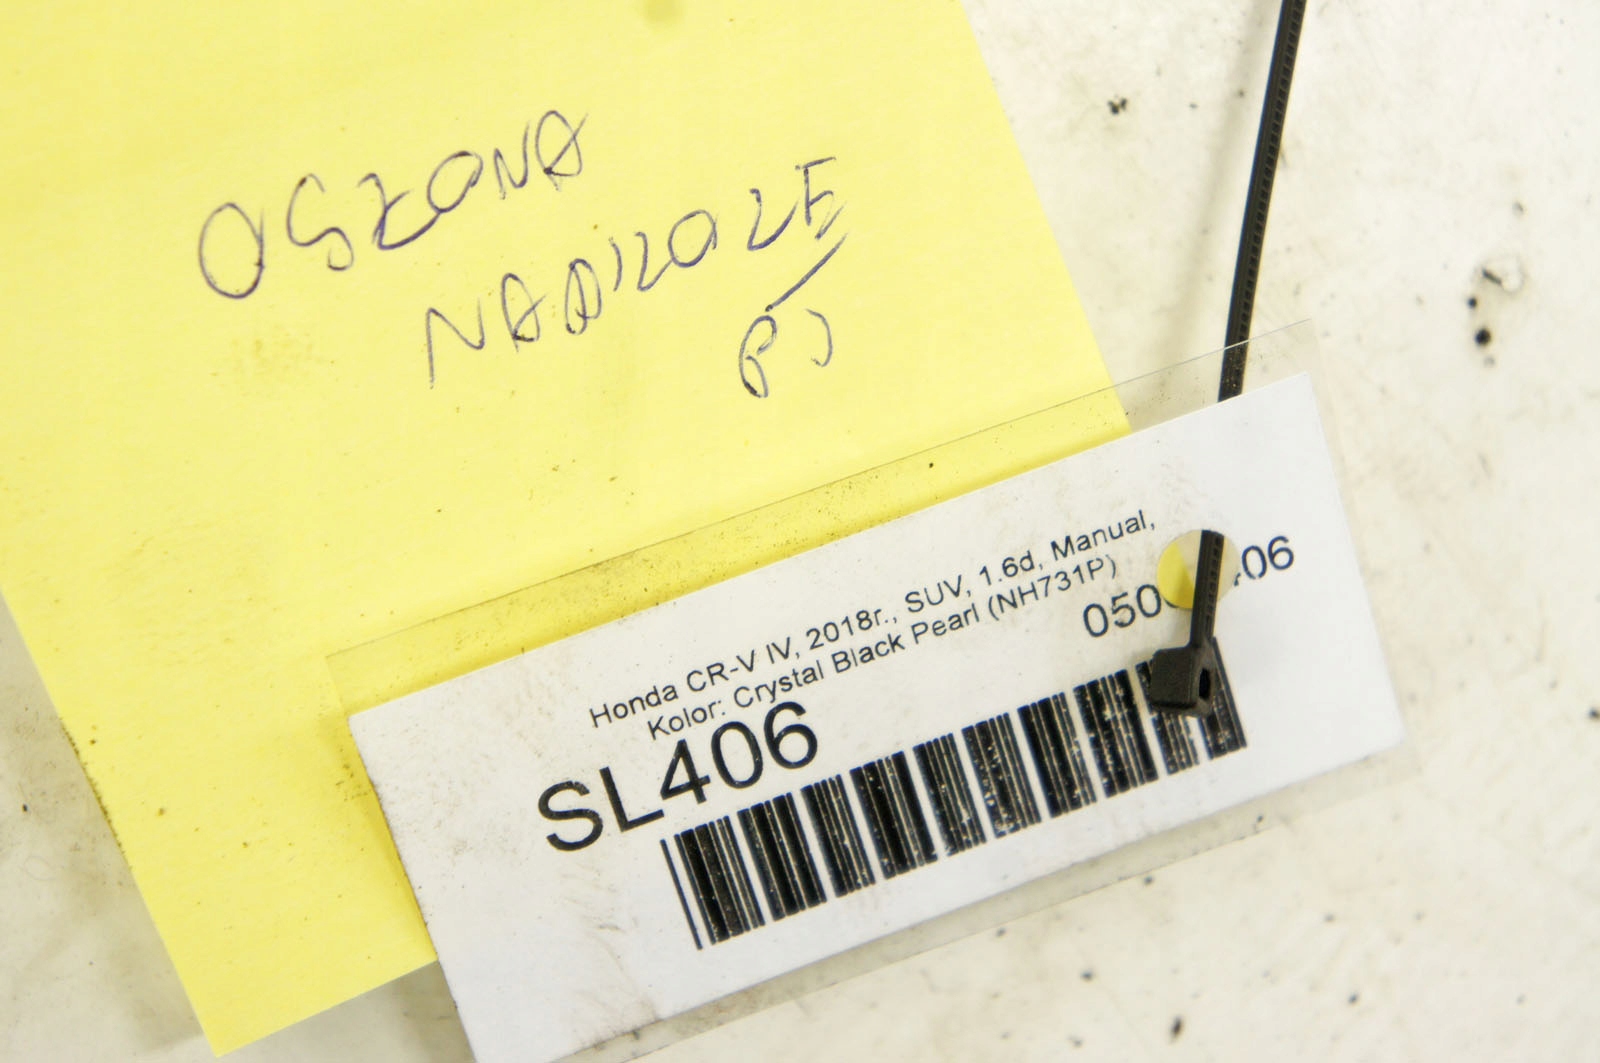 OSŁONA
NADKOLE
PJ
Honda CR-V IV, 2018r., SUV, 1.6d, Manual,
Kolor: Crystal Black Pearl (NH731P)
SL406